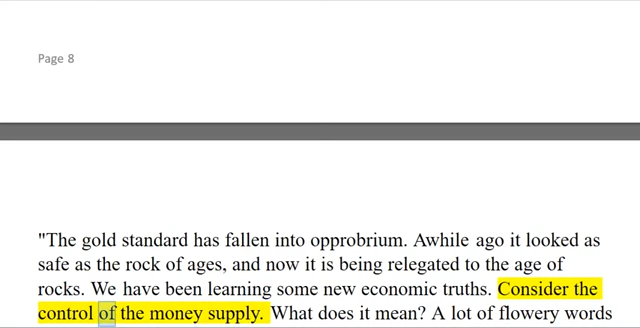 Page 8
"The gold standard has fallen into opprobrium. Awhile ago it looked as
safe as the rock of ages, and now it is being relegated to the age of
rocks. We have been learning some new economic truths. Consider the
control of the money supply. What does it mean? A lot of flowery words